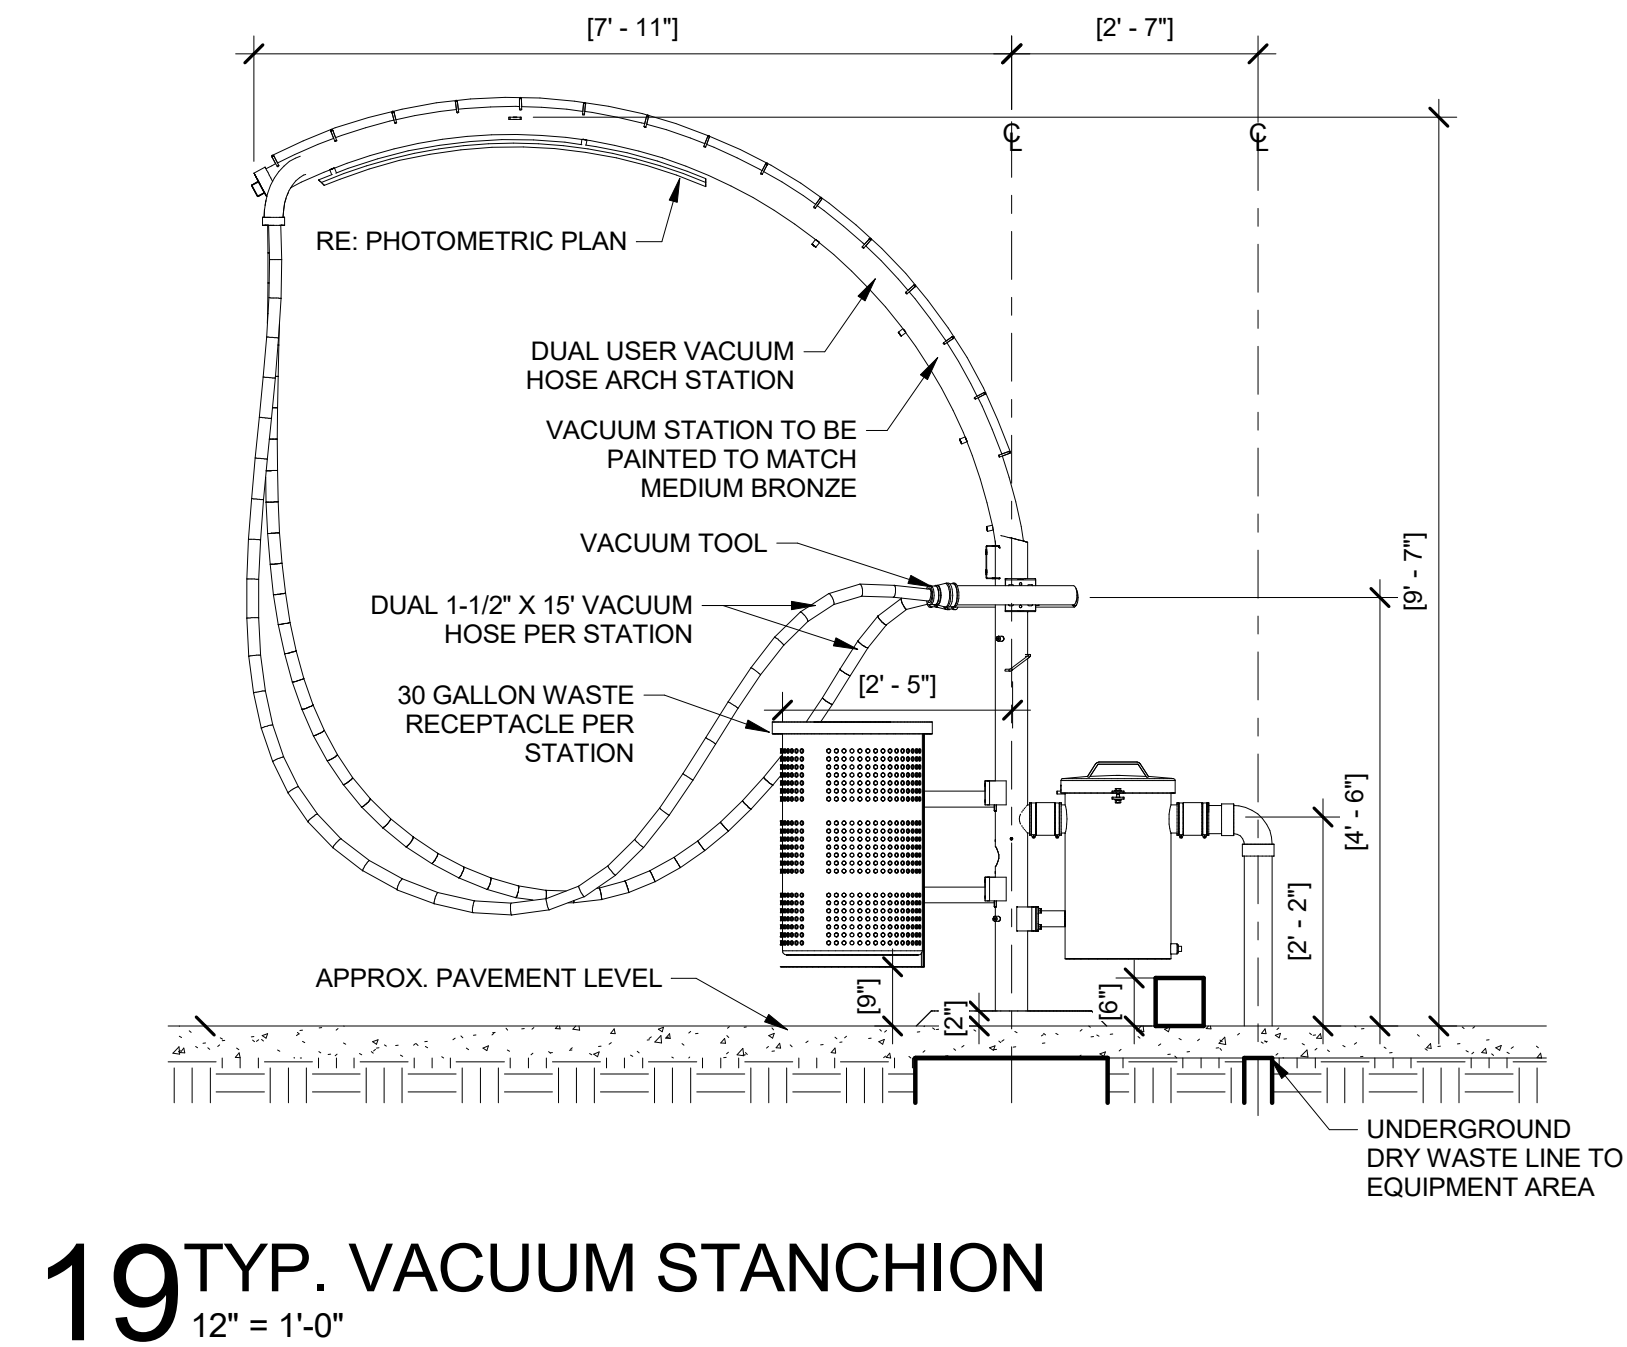 [7' - 11"]
[2' - 7"]
℄
℄
RE: PHOTOMETRIC PLAN
DUAL USER VACUUM
HOSE ARCH STATION
VACUUM STATION TO BE
PAINTED TO MATCH
MEDIUM BRONZE
VACUUM TOOL
[9' - 7"]
DUAL 1-1/2" X 15' VACUUM
HOSE PER STATION
[2' - 5"]
30 GALLON WASTE
RECEPTACLE PER
STATION
[4' - 6"]
[2' - 2"]
APPROX. PAVEMENT LEVEL
[9"]
[2"]
[6"]
UNDERGROUND
DRY WASTE LINE TO
EQUIPMENT AREA
19
TYP. VACUUM STANCHION
12" = 1'-0"